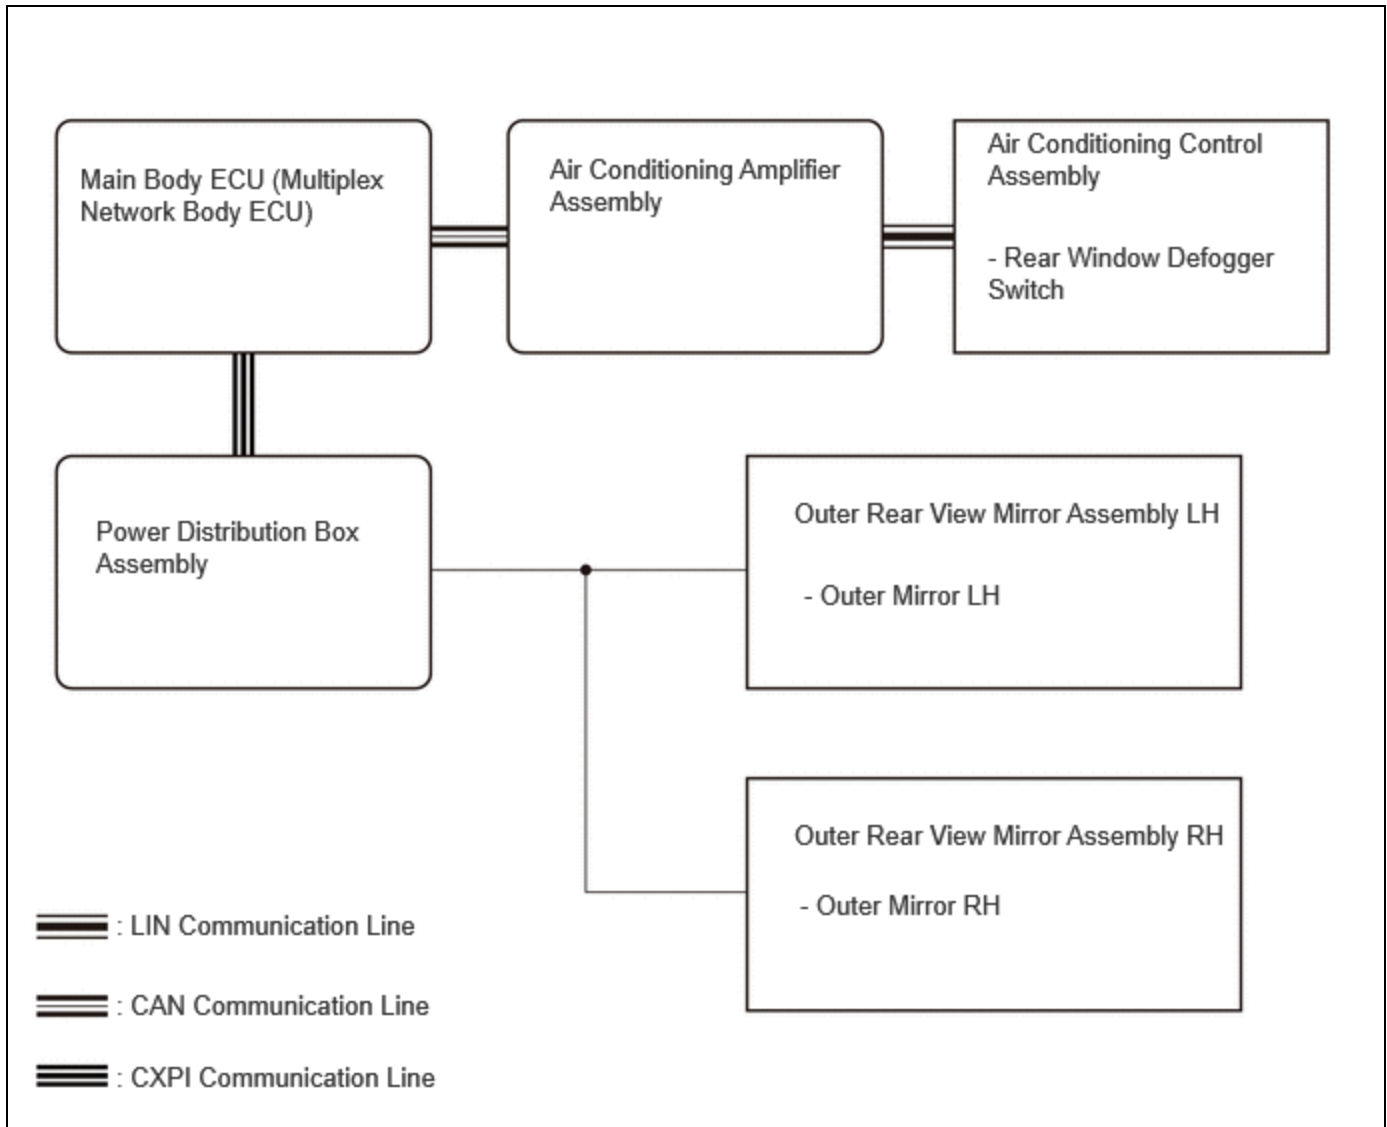 Main Body ECU (Multiplex
Network Body ECU)
Air Conditioning Amplifier
Assembly
Air Conditioning Control
Assembly
- Rear Window Defogger
Switch
Power Distribution Box
Assembly
Outer Rear View Mirror Assembly LH
- Outer Mirror LH
Outer Rear View Mirror Assembly RH
- Outer Mirror RH
: LIN Communication Line
: CAN Communication Line
: CXPI Communication Line